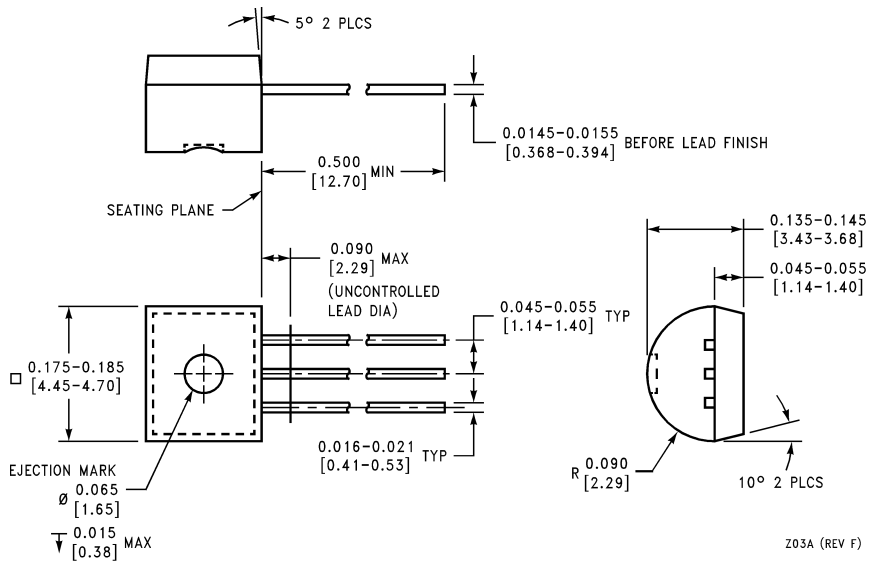 5° 2 PLCS
0.0145-0.0155
[0.368-0.394] BEFORE LEAD FINISH
0.500
[12.70] MIN
SEATING PLANE
0.090
[2.29] MAX
(UNCONTROLLED
LEAD DIA)
0.135-0.145
[3.43-3.68]
0.045-0.055
[1.14-1.40]
0.045-0.055
[1.14-1.40] TYP
0.175-0.185
[4.45-4.70]
0.016-0.021
[0.41-0.53] TYP
EJECTION MARK
Ø 0.065
[1.65]
0.015
[0.38] MAX
R 0.090
[2.29]
10° 2 PLCS
Z03A (REV F)